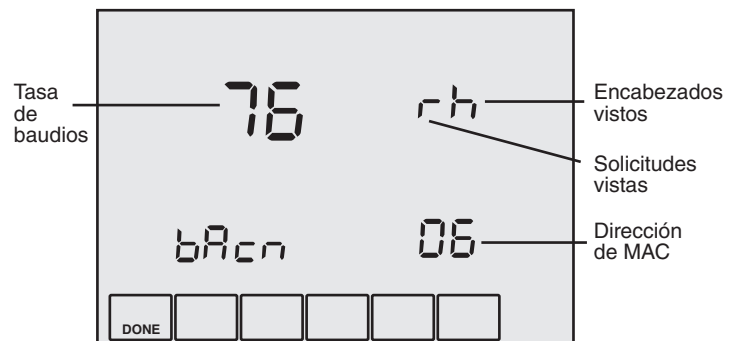 Tasa
de
baudios
76
rh
Encabezados
vistos
Solicitudes
vistas
bAcn
06
Dirección
de MAC
DONE